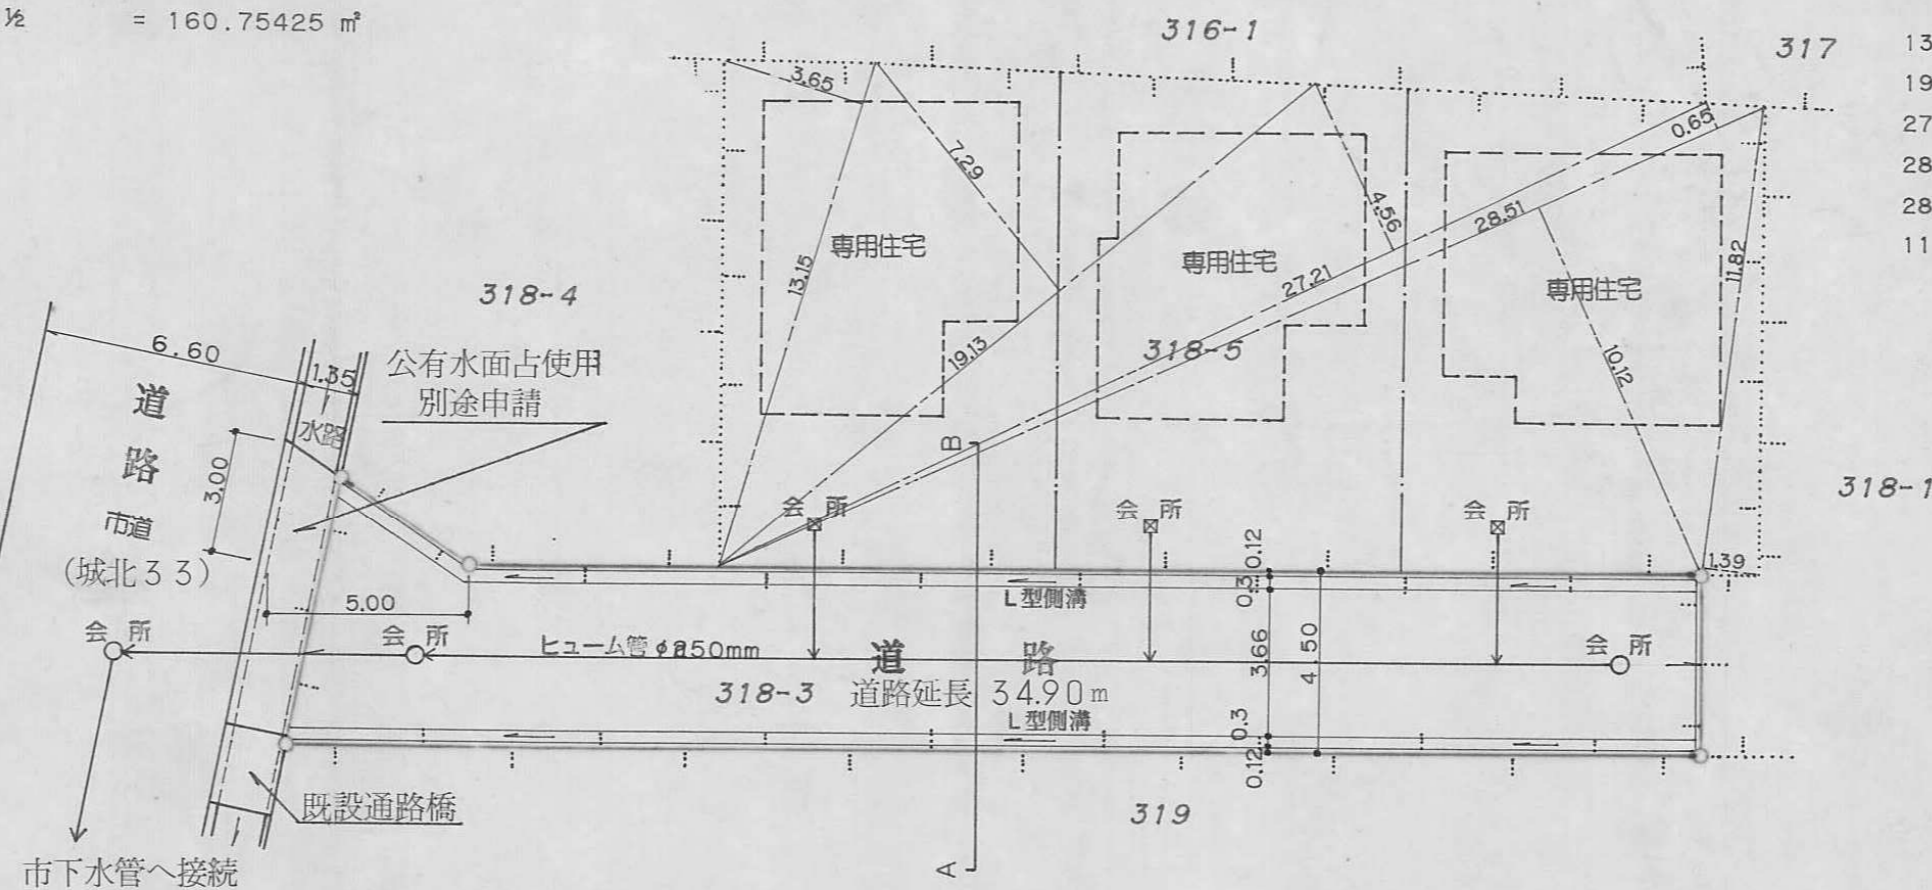 ½ = 160.75425 ㎡
316-1
317
13
19
27
28
28
11
3.65
7.29
13.15
19.13
4.56
27.21
28.51
0.65
10.12
11.82
1.39
専用住宅
専用住宅
専用住宅
318-4
318-5
318-1
6.60
1.35
公有水面占使用
別途申請
道路
市道
(城北33)
水路
3.00
5.00
B
会所
会所
会所
0.12
0.3
3.66
4.50
0.3
0.12
L型側溝
会所
会所
会所
ヒューム管
道路
318-3 道路延長 34.90m
L型側溝
既設通路橋
319
A
市下水管へ接続